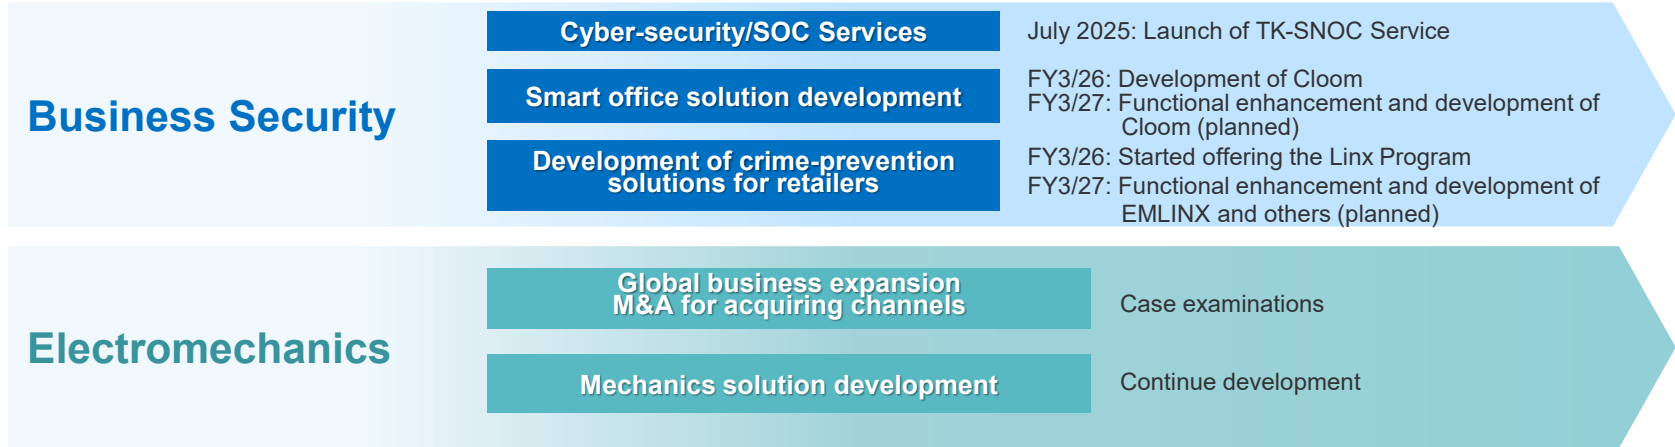 Business Security
Cyber-security/SOC Services
July 2025: Launch of TK-SNOC Service
Smart office solution development
FY3/26: Development of Cloom
FY3/27: Functional enhancement and development of
Cloom (planned)
Development of crime-prevention
solutions for retailers
FY3/26: Started offering the Linx Program
FY3/27: Functional enhancement and development of
EMLINX and others (planned)
Electromechanics
Global business expansion
M&A for acquiring channels
Case examinations
Mechanics solution development
Continue development